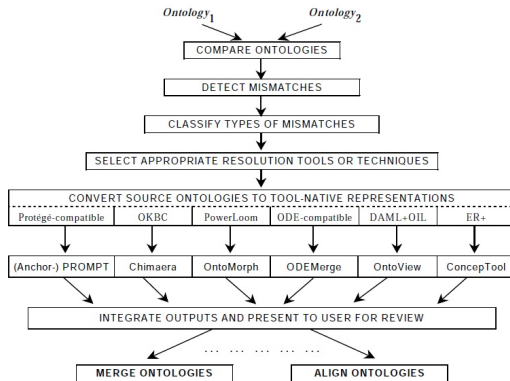 Ontology1 Ontology2
COMPARE ONTOLOGIES
DETECT MISMATCHES
CLASSIFY TYPES OF MISMATCHES
SELECT APPROPRIATE RESOLUTION TOOLS OR TECHNIQUES
CONVERT SOURCE ONTOLOGIES TO TOOL-NATIVE REPRESENTATIONS
Protégé-compatible OKBC PowerLoom ODE-compatible DAML+OIL ER+
(Anchor-) PROMPT Chimaera OntoMorph ODEMerge OntoView ConcepTool
INTEGRATE OUTPUTS AND PRESENT TO USER FOR REVIEW
... ... ... ... ...
MERGE ONTOLOGIES ALIGN ONTOLOGIES